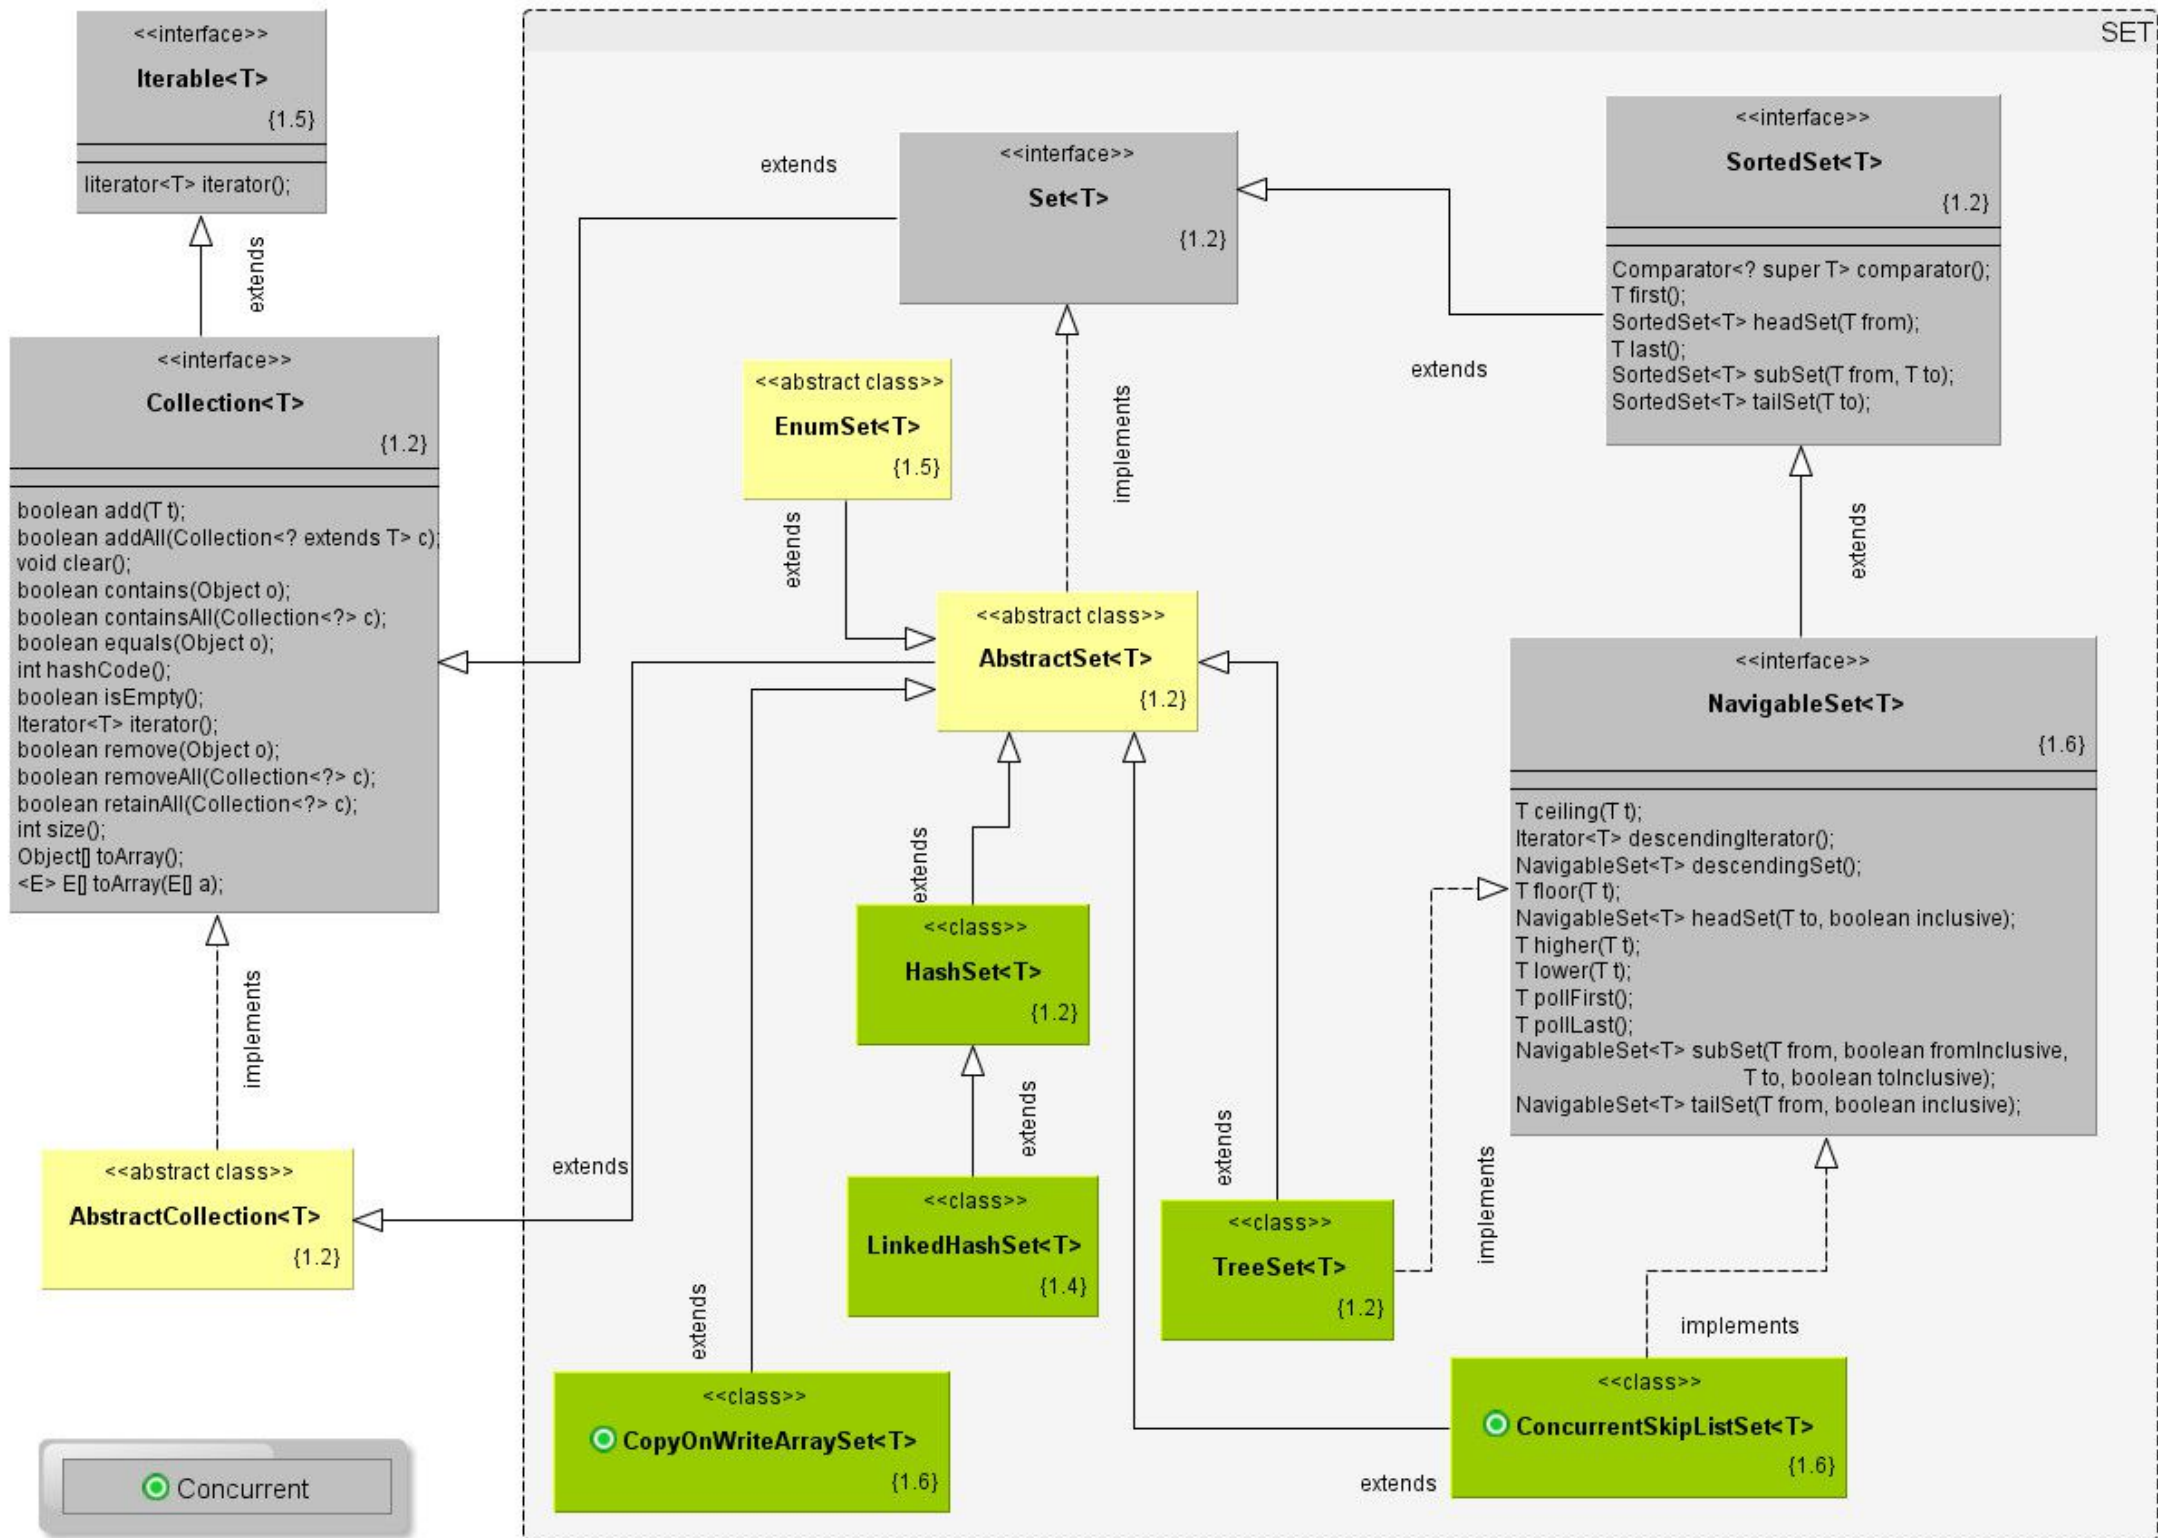 <<interface>>
Iterable<T>
{1.5}
Iiterator<T> iterator();
extends
<<interface>>
Collection<T>
{1.2}
boolean add(T t);
boolean addAll(Collection<? extends T> c);
void clear();
boolean contains(Object o);
boolean containsAll(Collection<?> c);
boolean equals(Object o);
int hashCode();
boolean isEmpty();
Iterator<T> iterator();
boolean remove(Object o);
boolean removeAll(Collection<?> c);
boolean retainAll(Collection<?> c);
int size();
Object[] toArray();
<E> E[] toArray(E[] a);
implements
<<abstract class>>
AbstractCollection<T>
{1.2}
Concurrent
SET
extends
<<interface>>
Set<T>
{1.2}
extends
<<interface>>
SortedSet<T>
{1.2}
Comparator<? super T> comparator();
T first();
SortedSet<T> headSet(T from);
T last();
SortedSet<T> subSet(T from, T to);
SortedSet<T> tailSet(T to);
<<abstract class>>
EnumSet<T>
{1.5}
extends
implements
extends
<<abstract class>>
AbstractSet<T>
{1.2}
<<interface>>
NavigableSet<T>
{1.6}
T ceiling(T t);
Iterator<T> descendingIterator();
NavigableSet<T> descendingSet();
T floor(T t);
NavigableSet<T> headSet(T to, boolean inclusive);
T higher(T t);
T lower(T t);
T pollFirst();
T pollLast();
NavigableSet<T> subSet(T from, boolean fromInclusive,
T to, boolean toInclusive);
NavigableSet<T> tailSet(T from, boolean inclusive);
extends
<<class>>
HashSet<T>
{1.2}
extends
extends
<<class>>
LinkedHashSet<T>
{1.4}
extends
<<class>>
TreeSet<T>
{1.2}
implements
extends
<<class>>
CopyOnWriteArraySet<T>
{1.6}
implements
extends
<<class>>
ConcurrentSkipListSet<T>
{1.6}